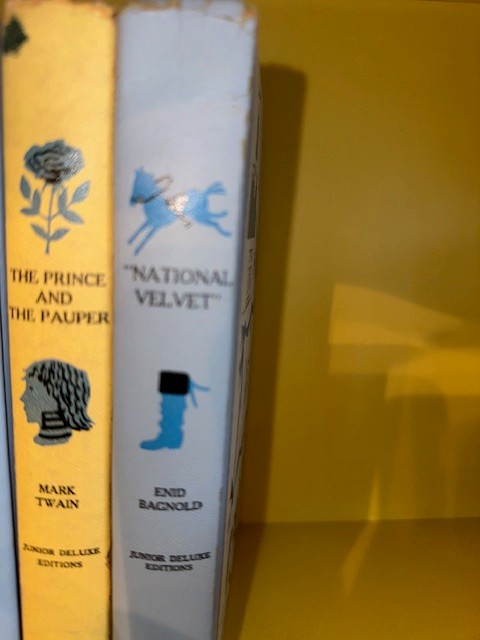 THE PRINCE
AND
THE PAUPER
MARK
TWAIN
JUNIOR DELUXE
EDITIONS
"NATIONAL
VELVET"
ENID
BAGNOLD
JUNIOR DELUXE
EDITIONS